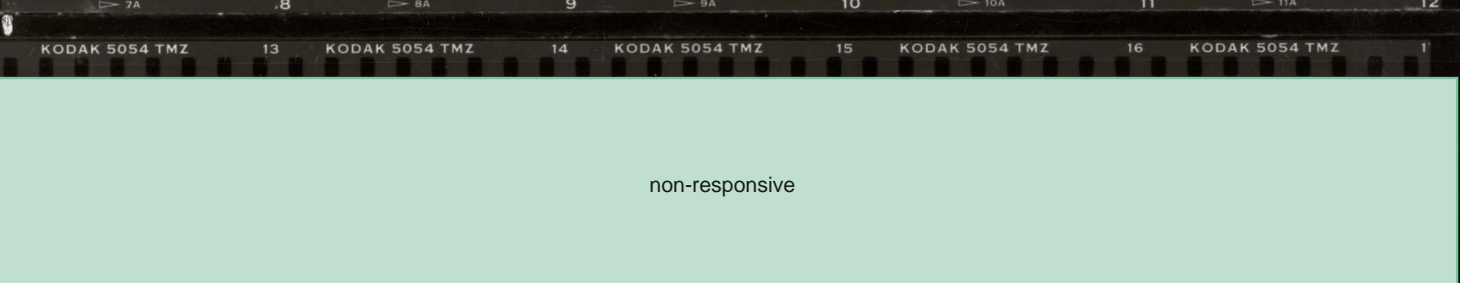 7A 8 8A 9 9A 10 10A 11 11A 12
KODAK 5054 TMZ 13 KODAK 5054 TMZ 14 KODAK 5054 TMZ 15 KODAK 5054 TMZ 16 KODAK 5054 TMZ
non-responsive